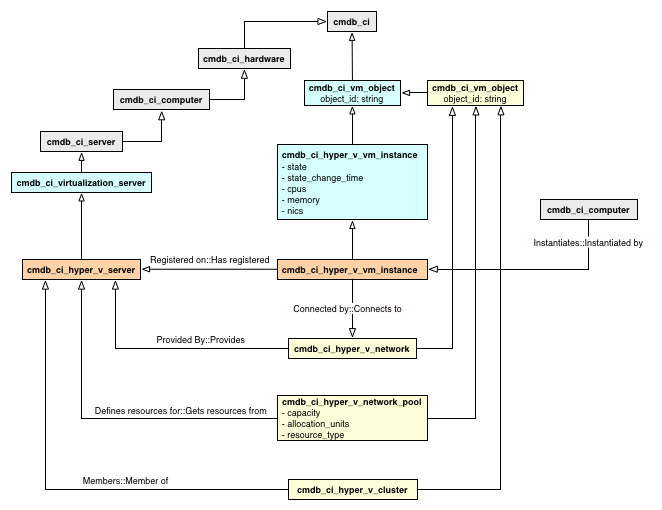 cmdb_ci
cmdb_ci_hardware
cmdb_ci_computer
cmdb_ci_vm_object
object_id: string
cmdb_ci_vm_object
object_id: string
cmdb_ci_server
cmdb_ci_virtualization_server
cmdb_ci_hyper_v_vm_instance
- state
- state_change_time
- cpus
- memory
- nics
cmdb_ci_computer
Instantiates::Instantiated by
cmdb_ci_hyper_v_server
Registered on::Has registered
cmdb_ci_hyper_v_vm_instance
Connected by::Connects to
Provided By::Provides
cmdb_ci_hyper_v_network
Defines resources for::Gets resources from
cmdb_ci_hyper_v_network_pool
- capacity
- allocation_units
- resource_type
Members::Member of
cmdb_ci_hyper_v_cluster